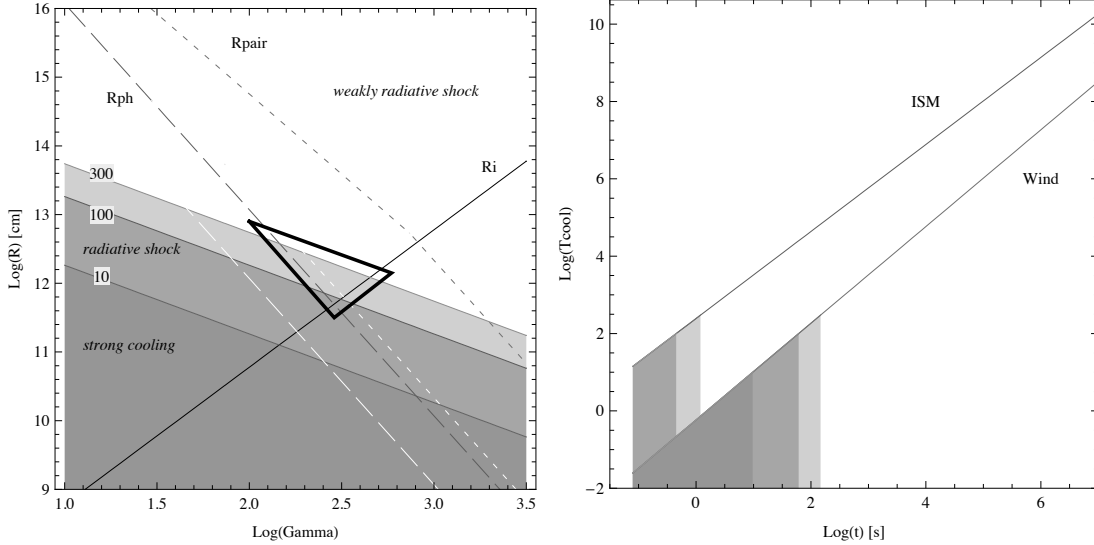 16
15
14
13
12
11
10
9
Log(R) [cm]
Rpair
weakly radiative shock
Rph
Ri
300
100
radiative shock
10
strong cooling
1.0
1.5
2.0
2.5
3.0
3.5
Log(Gamma)
10
8
6
4
2
0
−2
Log(Tcool)
ISM
Wind
0
2
4
6
Log(t) [s]